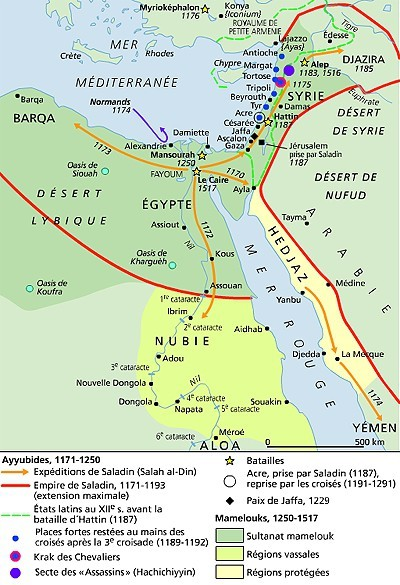 Myrioképhalon
1176
Konya
(Iconium)
ROYAUME DE
PETITE ARMENIE
Tigre
Lajazzo
(Ayas)
Édesse
Antioche
MER
Rhodes
Crète
Chypre
Margat
Alep
1183, 1516
DJAZIRA
1185
Tortose
MÉDITERRANÉE
Tripoli
1175
Beyrouth
SYRIE
Euphrate
Barqa
Normands
1174
Tyr
Damas
Acre
Hattin
1187
Césarée
DÉSERT
DE SYRIE
BARQA
Damiette
Jaffa
Ascalon
Gaza
Jérusalem
prise par Saladin
(1187)
Alexandrie
1173
Mansourah
1250
Oasis de
Siouah
FAYOUM
Le Caire
1517
1170
Ayla
DÉSERT DE
NUFUD
DÉSERT
LYBIQUE
ÉGYPTE
Tayma
ARABIE
Assiout
Nil
1172
HEDJAZ
Oasis de
Khargueh
Kous
MER ROUGE
Médine
Oasis de
Koufra
Assouan
Yanbu
1re cataracte
Ibrim
2e cataracte
Aidhab
NUBIE
Adou
Djedda
La Mecque
3e cataracte
Nouvelle Dongola
Nil
1174
Dongola
4e cataracte
5e cataracte
Napata
Souakin
YÉMEN
6e cataracte
Méroé
ALOA
500 km
Ayyubides, 1171-1250
Expéditions de Saladin (Salah al-Din)
Empire de Saladin, 1171-1193
(extension maximale)
États latins au XIIe s. avant la
bataille d'Hattin (1187)
Places fortes restées au mains des
croisés après la 3e croisade (1189-1192)
Krak des Chevaliers
Secte des «Assassins» (Hachichiyyin)
Batailles
Acre, prise par Saladin (1187),
reprise par les croisés (1191-1291)
Paix de Jaffa, 1229
Mamelouks, 1250-1517
Sultanat mamelouk
Régions vassales
Régions protégées